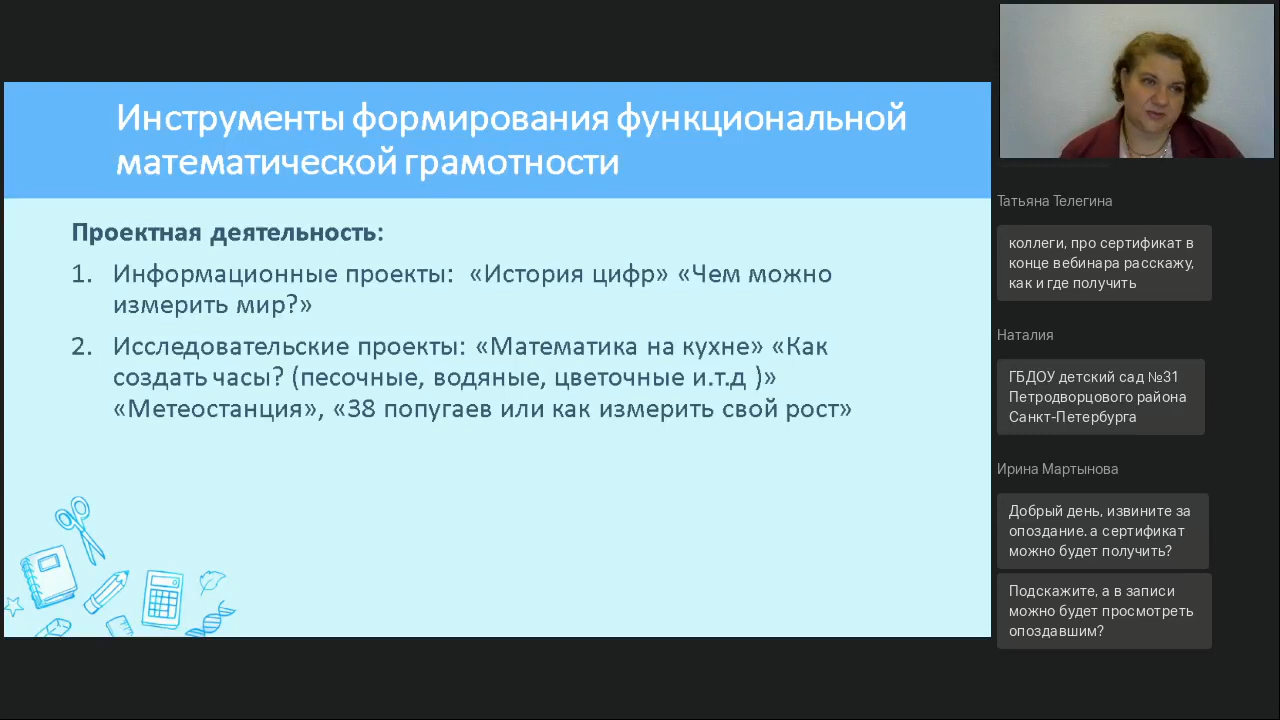 Инструменты формирования функциональной
математической грамотности
Проектная деятельность:
1. Информационные проекты: «История цифр» «Чем можно
измерить мир?»
2. Исследовательские проекты: «Математика на кухне» «Как
создать часы? (песочные, водяные, цветочные и.т.д )»
«Метеостанция», «38 попугаев или как измерить свой рост»
Татьяна Телегина
коллеги, про сертификат в
конце вебинара расскажу,
как и где получить
Наталия
ГБДОУ детский сад №31
Петродворцового района
Санкт-Петербурга
Ирина Мартынова
Добрый день, извините за
опоздание. а сертификат
можно будет получить?
Подскажите, а в записи
можно будет просмотреть
опоздавшим?